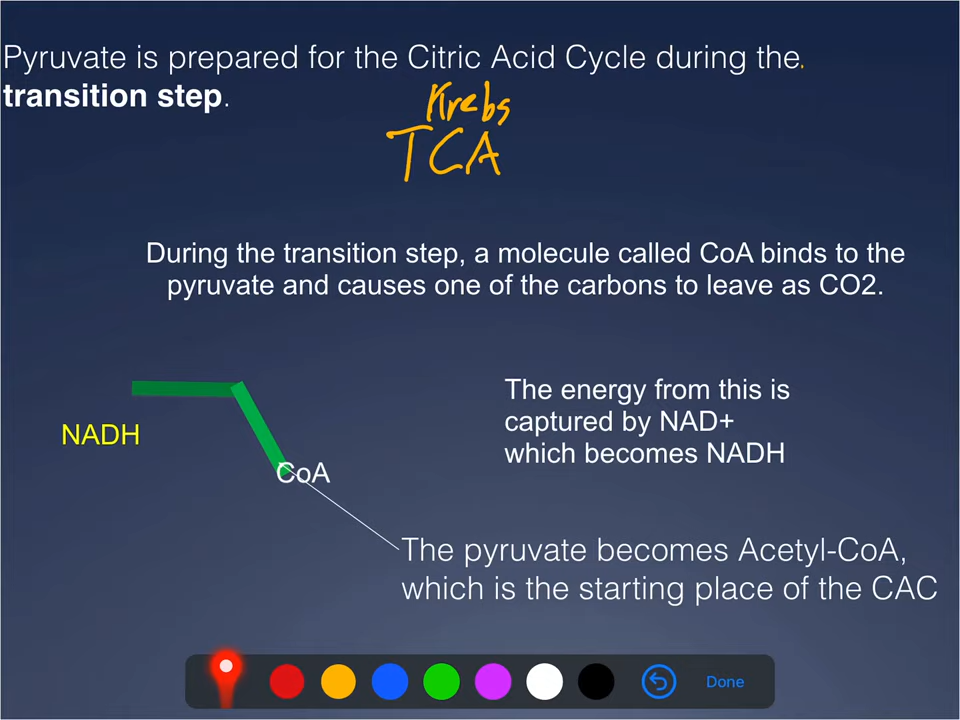 Pyruvate is prepared for the Citric Acid Cycle during the
transition step.
Krebs
TCA
During the transition step, a molecule called CoA binds to the
pyruvate and causes one of the carbons to leave as CO2.
The energy from this is
captured by NAD+
which becomes NADH
NADH
CoA
The pyruvate becomes Acetyl-CoA,
which is the starting place of the CAC
Done